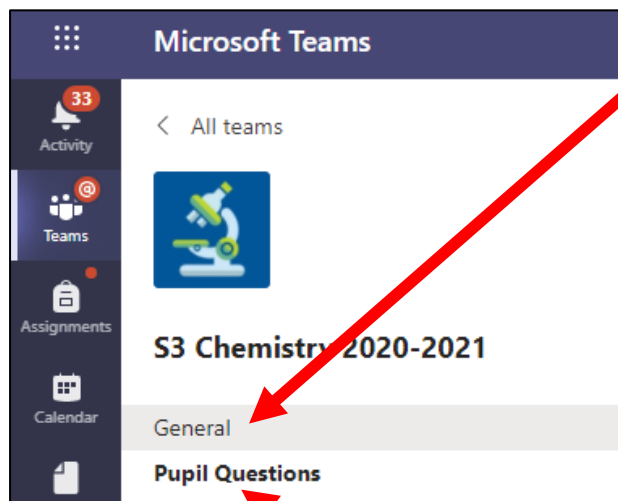 Microsoft Teams
33
Activity
< All teams
@
Teams
Assignments
S3 Chemistry 2020-2021
Calendar
General
Pupil Questions